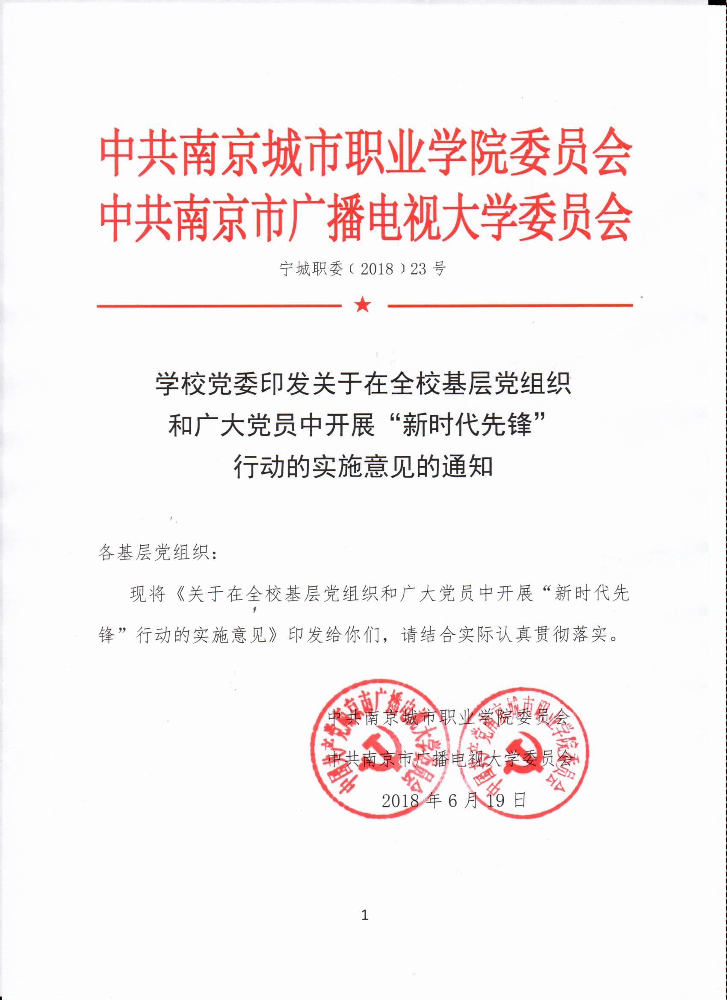 中共南京城市职业学院委员会
中共南京市广播电视大学委员会
宁城职委﹝2018﹞23号
学校党委印发关于在全校基层党组织
和广大党员中开展“新时代先锋”
行动的实施意见的通知
各基层党组织：
现将《关于在全校基层党组织和广大党员中开展“新时代先
锋”行动的实施意见》印发给你们，请结合实际认真贯彻落实。
中共南京城市职业学院委员会
中共南京市广播电视大学委员会
2018年6月19日
中国共产党南京市广播电视大学委员会
中国共产党南京城市职业学院委员会
1